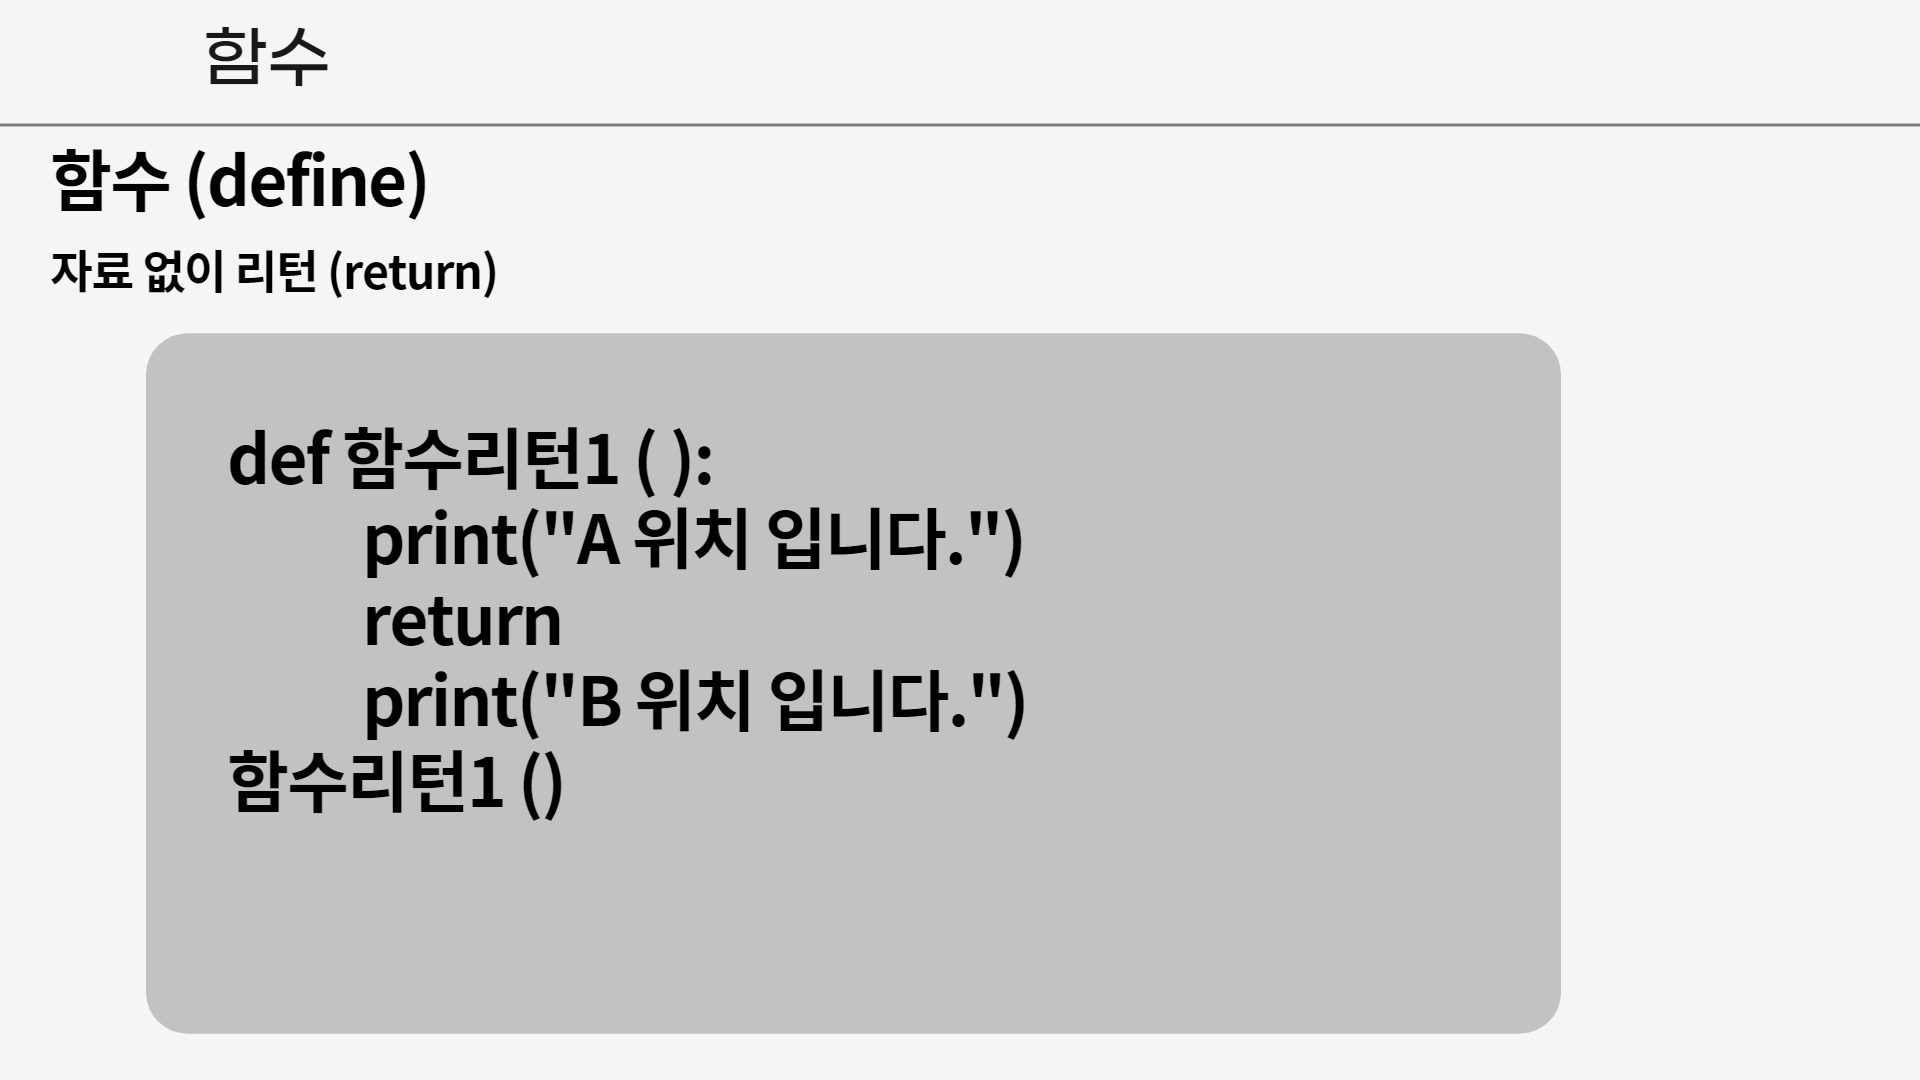 함수
함수 (define)
자료 없이 리턴 (return)
def 함수리턴1 ( ):
print("A 위치 입니다.")
return
print("B 위치 입니다.")
함수리턴1 ()